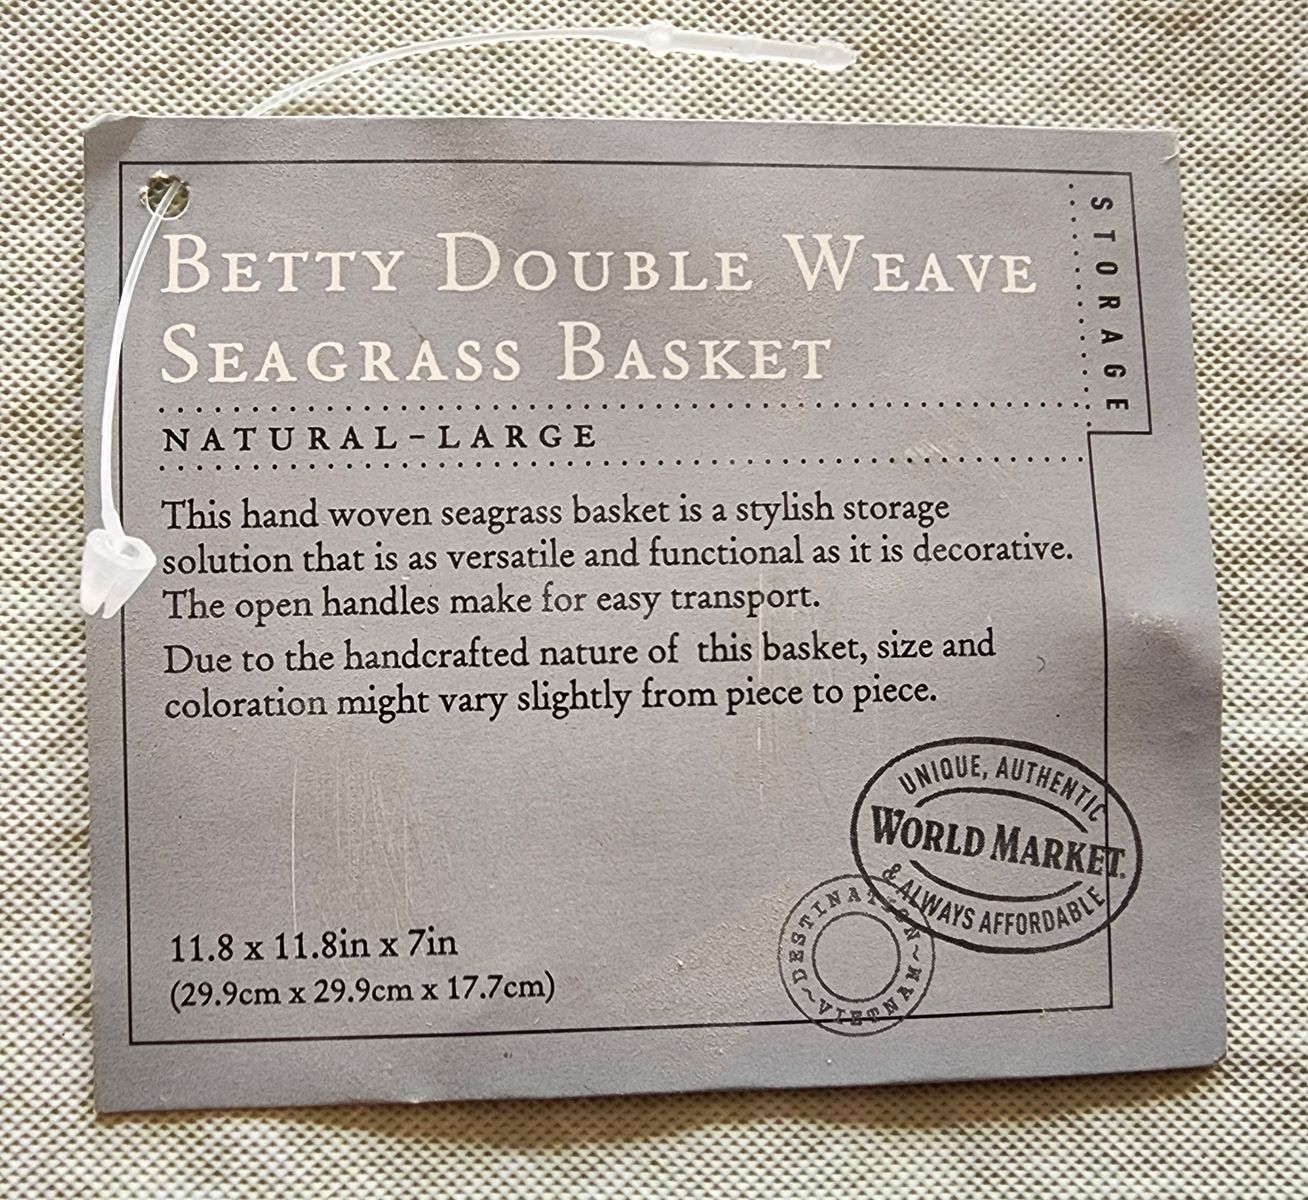 BETTY DOUBLE WEAVE
SEAGRASS BASKET
STORAGE
NATURAL-LARGE
This hand woven seagrass basket is a stylish storage
solution that is as versatile and functional as it is decorative.
The open handles make for easy transport.
Due to the handcrafted nature of this basket, size and
coloration might vary slightly from piece to piece.
UNIQUE, AUTHENTIC
WORLD MARKET.
& ALWAYS AFFORDABLE
DESTINATION
~VIETNAM~
11.8 x 11.8in x 7in
(29.9cm x 29.9cm x 17.7cm)